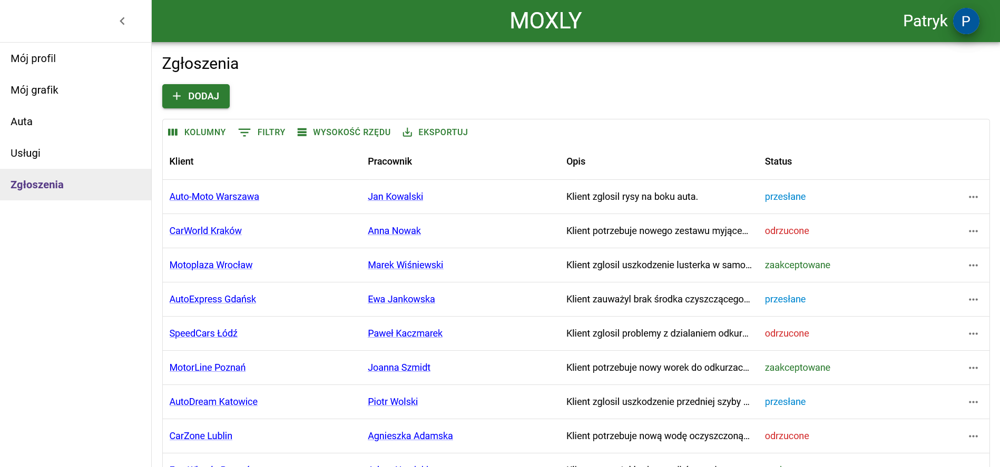 MOXLY
Patryk P
Mój profil
Mój grafik
Auta
Usługi
Zgłoszenia
Zgłoszenia
DODAJ
KOLUMNY FILTRY WYSOKOŚĆ RZĘDU EKSPORTUJ
Klient Pracownik Opis Status
Auto-Moto Warszawa Jan Kowalski Klient zglosil rysy na boku auta. przesłane
CarWorld Kraków Anna Nowak Klient potrzebuje nowego zestawu myjące... odrzucone
Motoplaza Wrocław Marek Wiśniewski Klient zglosil uszkodzenie lusterka w samo... zaakceptowane
AutoExpress Gdańsk Ewa Jankowska Klient zauważyl brak środka czyszczącego... przesłane
SpeedCars Łódź Paweł Kaczmarek Klient zglosil problemy z dzialaniem odkur... odrzucone
MotorLine Poznań Joanna Szmidt Klient potrzebuje nowy worek do odkurzac... zaakceptowane
AutoDream Katowice Piotr Wolski Klient zglosil uszkodzenie przedniej szyby ... przesłane
CarZone Lublin Agnieszka Adamska Klient potrzebuje nową wodę oczyszczoną... odrzucone